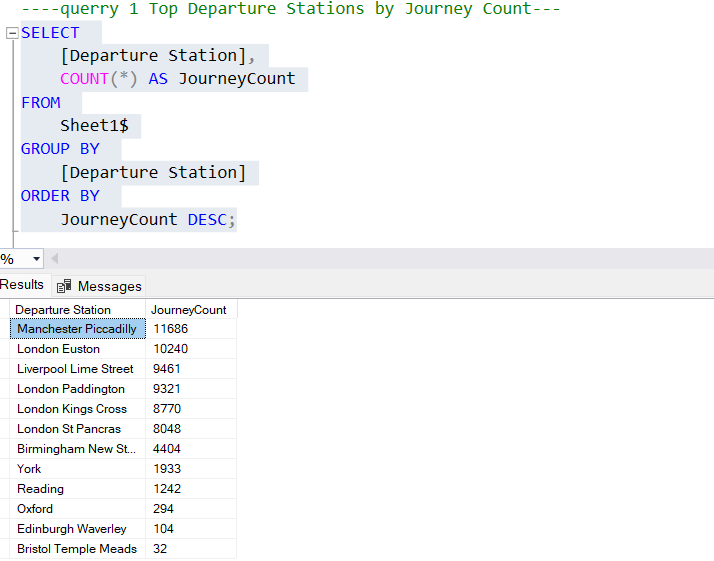 ----querry 1 Top Departure Stations by Journey Count---
SELECT
[Departure Station],
COUNT(*) AS JourneyCount
FROM
Sheet1$
GROUP BY
[Departure Station]
ORDER BY
JourneyCount DESC;
%
Results Messages
Departure Station JourneyCount
Manchester Piccadilly 11686
London Euston 10240
Liverpool Lime Street 9461
London Paddington 9321
London Kings Cross 8770
London St Pancras 8048
Birmingham New St... 4404
York 1933
Reading 1242
Oxford 294
Edinburgh Waverley 104
Bristol Temple Meads 32